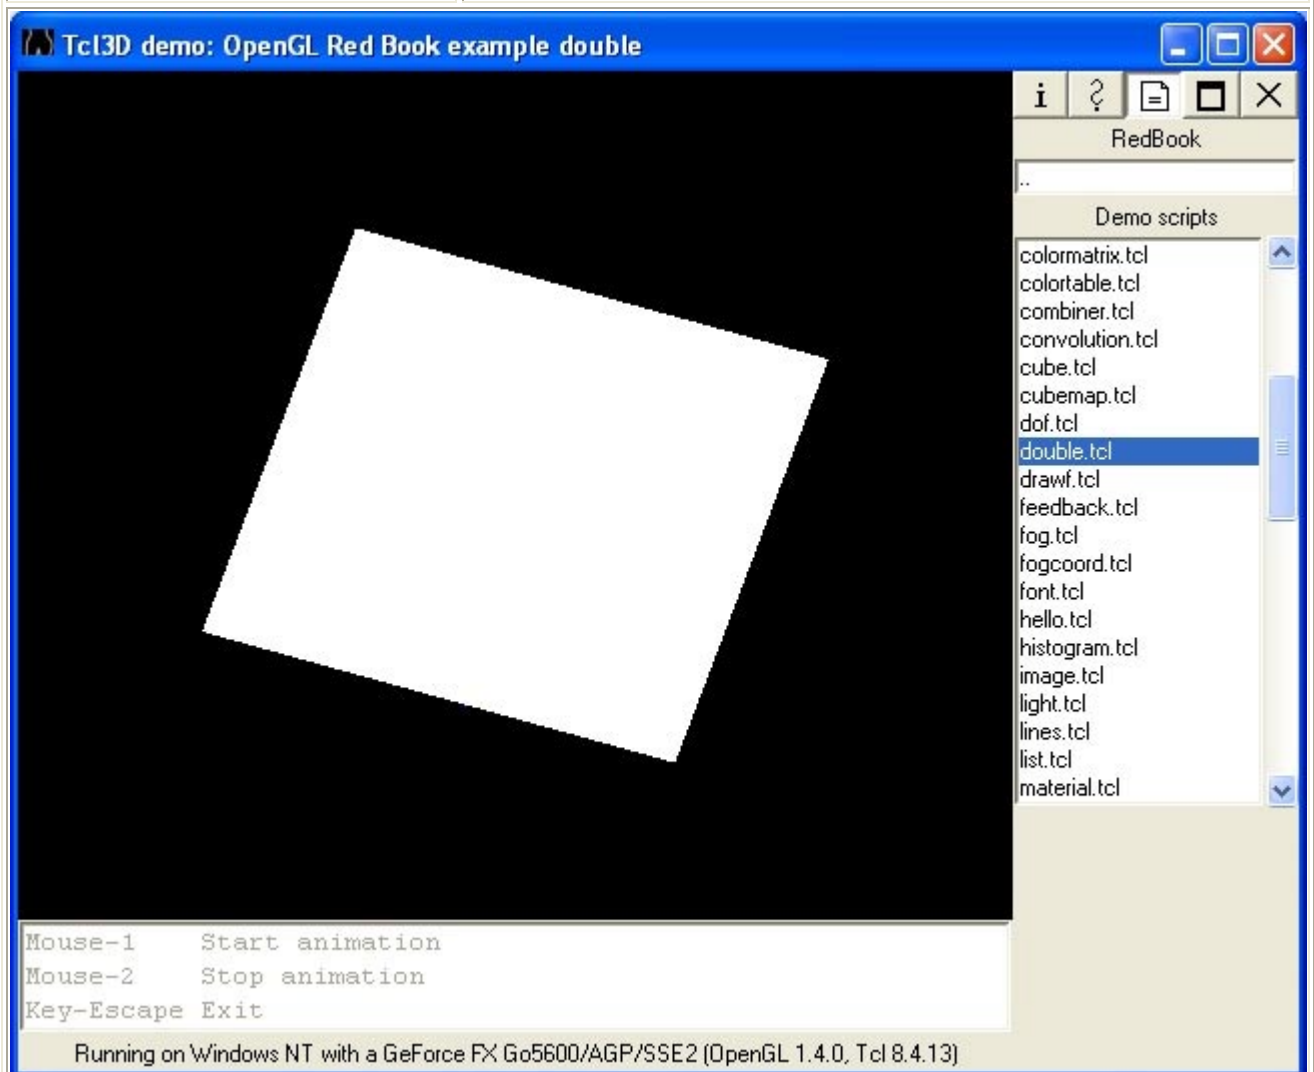 Tcl3D demo: OpenGL Red Book example double
i ?
RedBook
..
Demo scripts
colormatrix.tcl
colortable.tcl
combiner.tcl
convolution.tcl
cube.tcl
cubemap.tcl
dof.tcl
double.tcl
drawf.tcl
feedback.tcl
fog.tcl
fogcoord.tcl
font.tcl
hello.tcl
histogram.tcl
image.tcl
light.tcl
lines.tcl
list.tcl
material.tcl
Mouse-1 Start animation
Mouse-2 Stop animation
Key-Escape Exit
Running on Windows NT with a GeForce FX Go5600/AGP/SSE2 (OpenGL 1.4.0, Tcl 8.4.13)